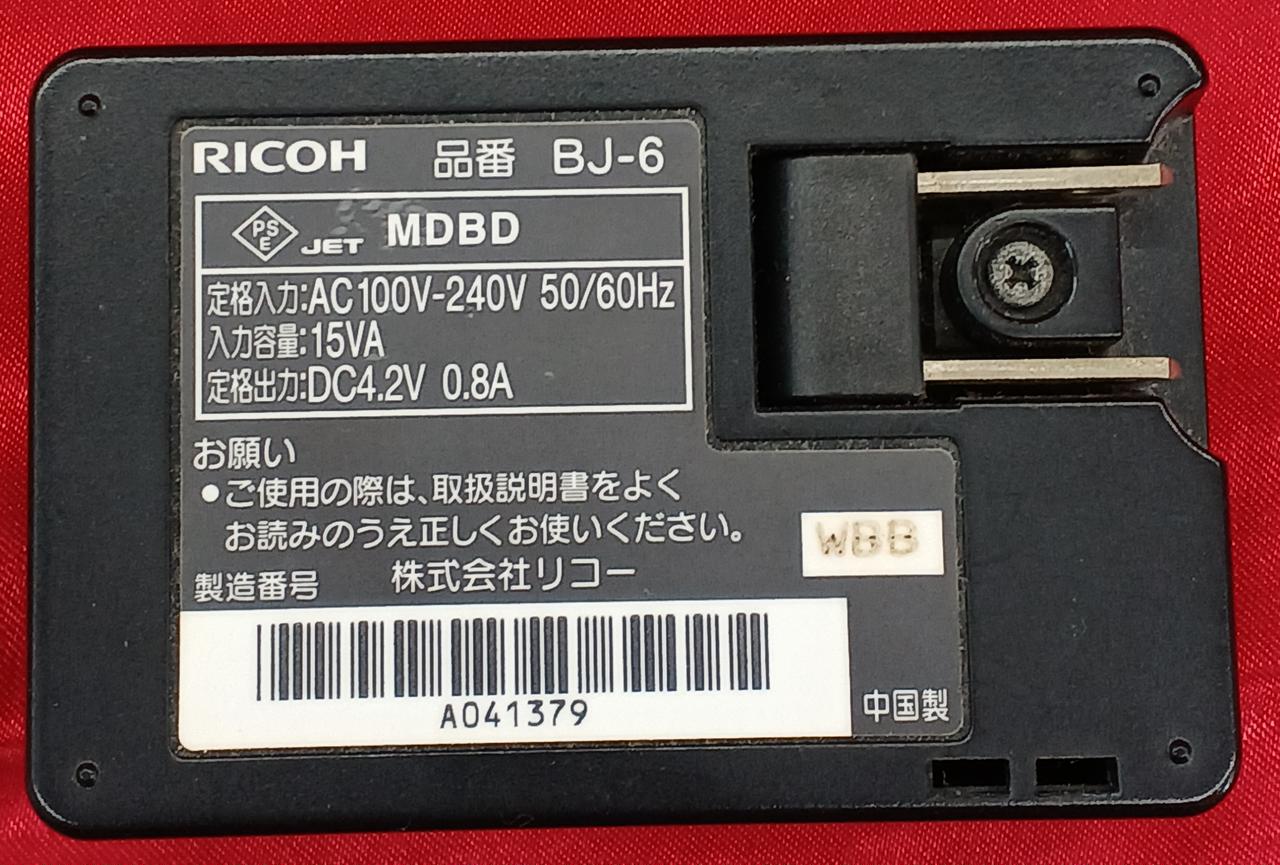 RICOH 品番 BJ-6
PS
E
JET MDBD
定格入力:AC100V-240V 50/60Hz
入力容量:15VA
定格出力:DC4.2V 0.8A
お願い
●ご使用の際は、取扱説明書をよく
お読みのうえ正しくお使いください。
WBB
製造番号 株式会社リコー
A041379
中国製